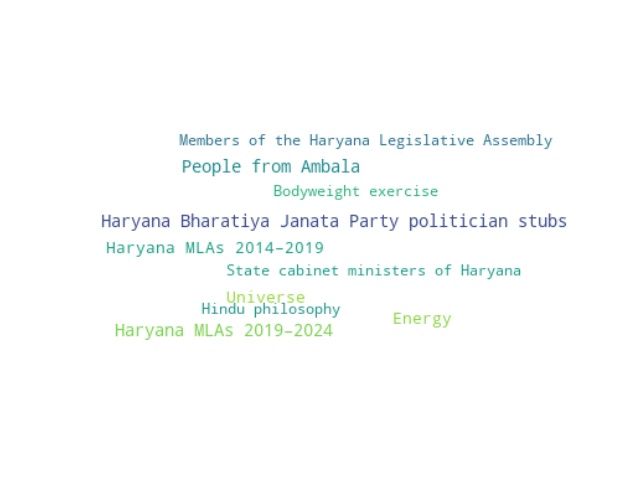 Members of the Haryana Legislative Assembly
People from Ambala
Bodyweight exercise
Haryana Bharatiya Janata Party politician stubs
Haryana MLAs 2014–2019
State cabinet ministers of Haryana
Universe
Hindu philosophy
Energy
Haryana MLAs 2019–2024